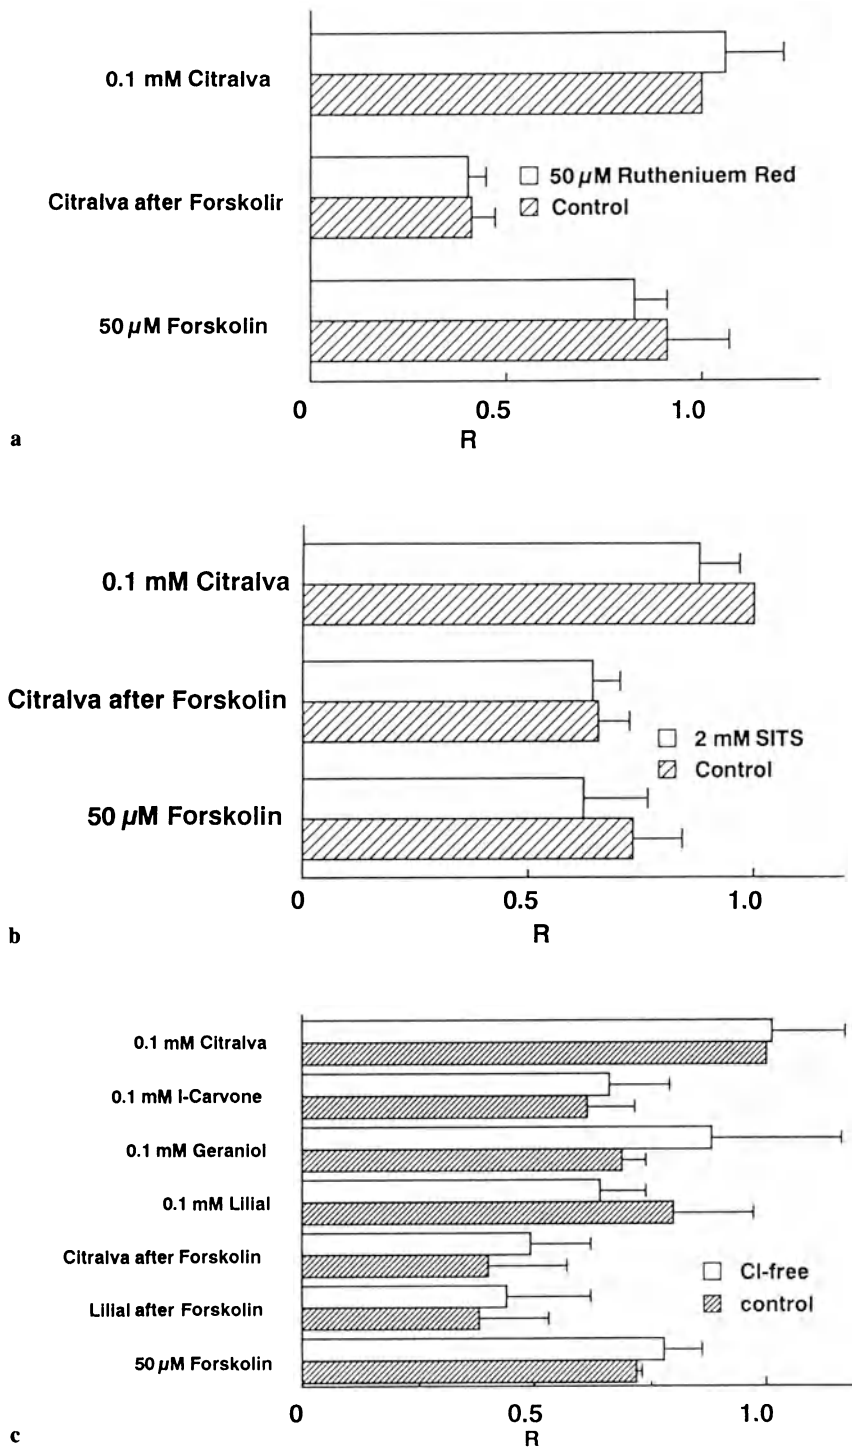 0.1 mM Citralva
Citralva after Forskolir
50 µM Forskolin
50 µM Rutheniuem Red
Control
0 0.5 1.0
R
a
0.1 mM Citralva
Citralva after Forskolin
50 µM Forskolin
2 mM SITS
Control
0 0.5 1.0
R
b
0.1 mM Citralva
0.1 mM l-Carvone
0.1 mM Geraniol
0.1 mM Lilial
Citralva after Forskolin
Lilial after Forskolin
50 µM Forskolin
Cl-free
control
0 0.5 1.0
R
c